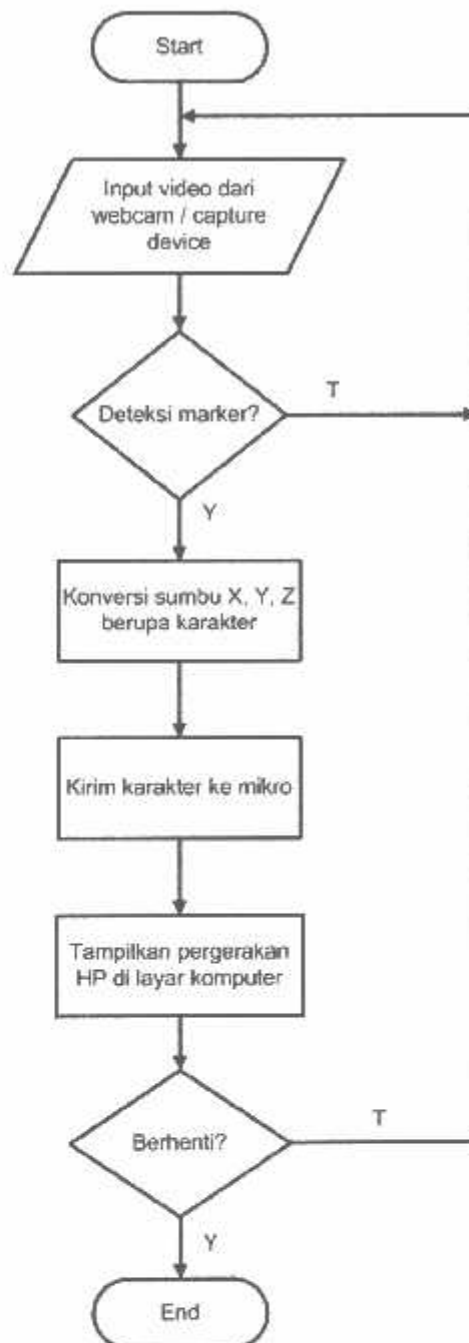 Start
Input video dari
webcam / capture
device
Deteksi marker?
T
Y
Konversi sumbu X, Y, Z
berupa karakter
Kirim karakter ke mikro
Tampilkan pergerakan
HP di layar komputer
Berhenti?
T
Y
End